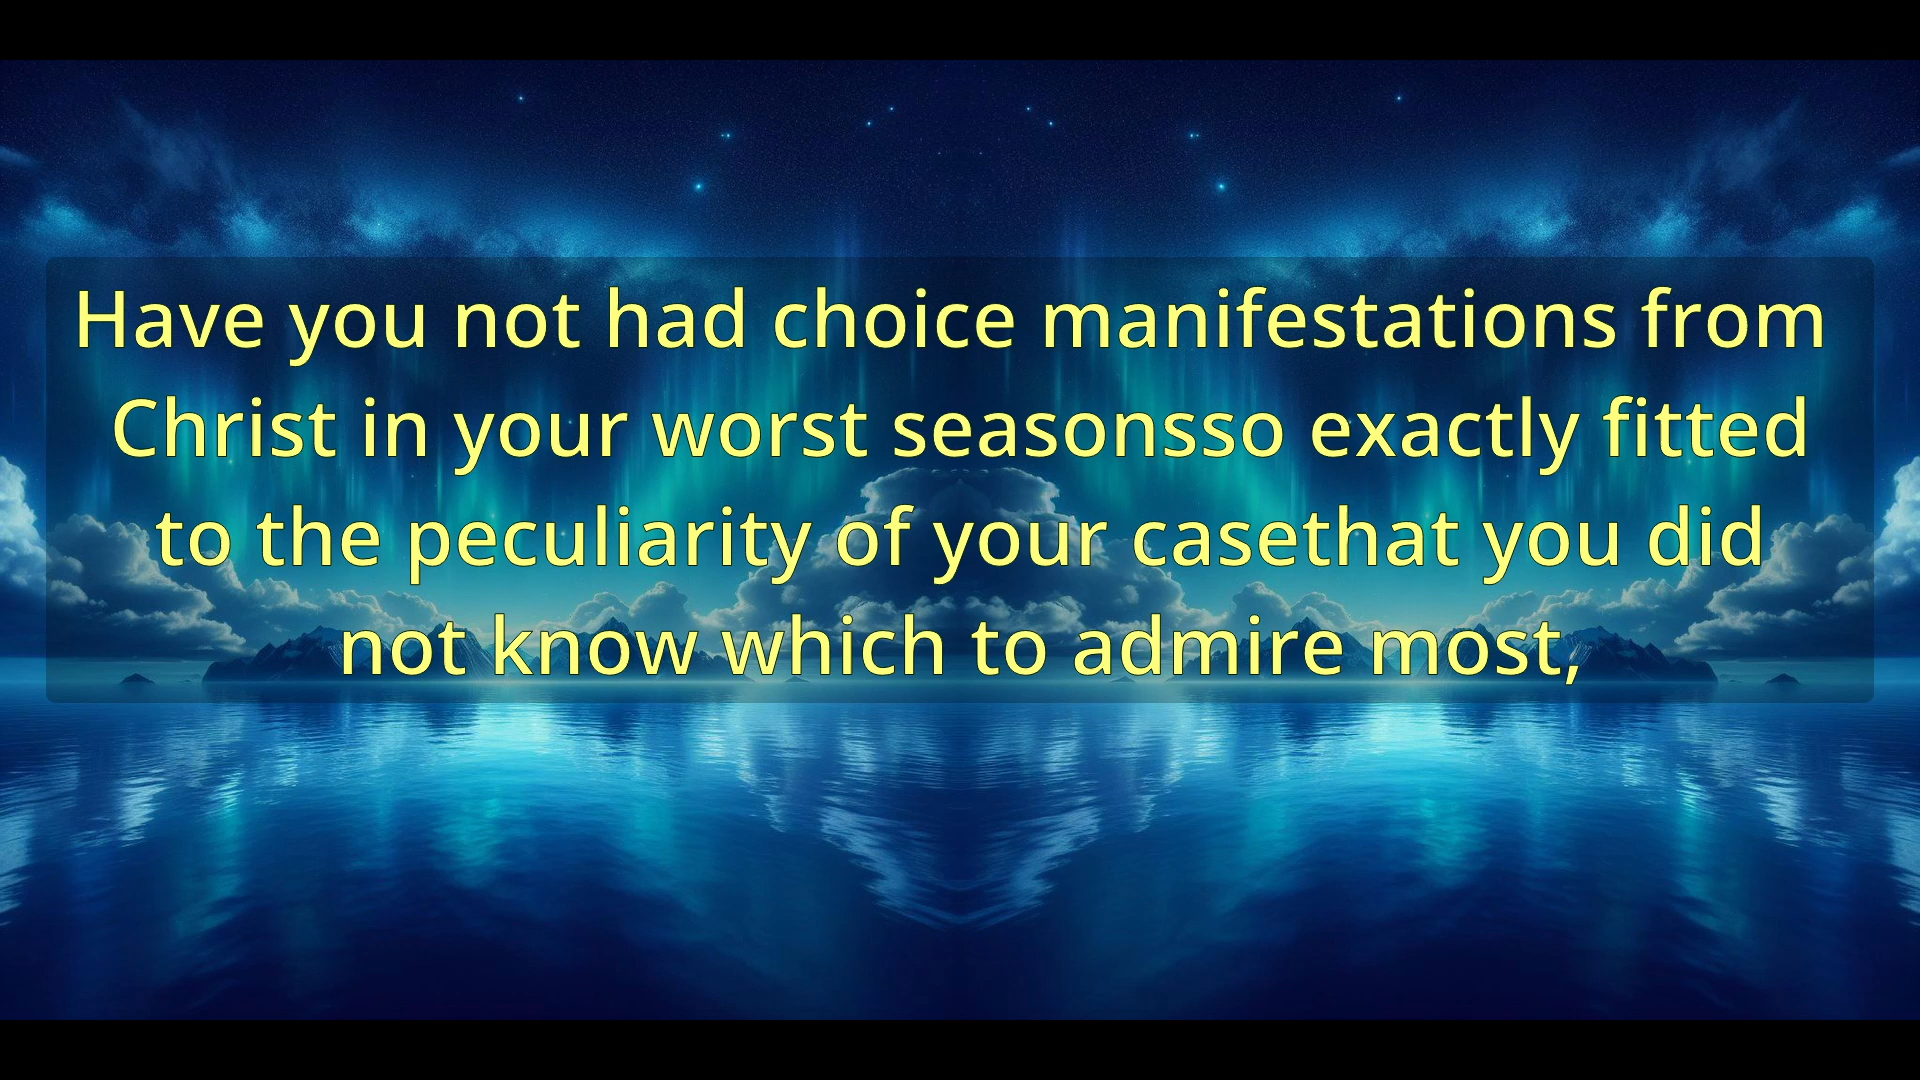 Have you not had choice manifestations from
Christ in your worst seasonsso exactly fitted
to the peculiarity of your casethat you did
not know which to admire most,